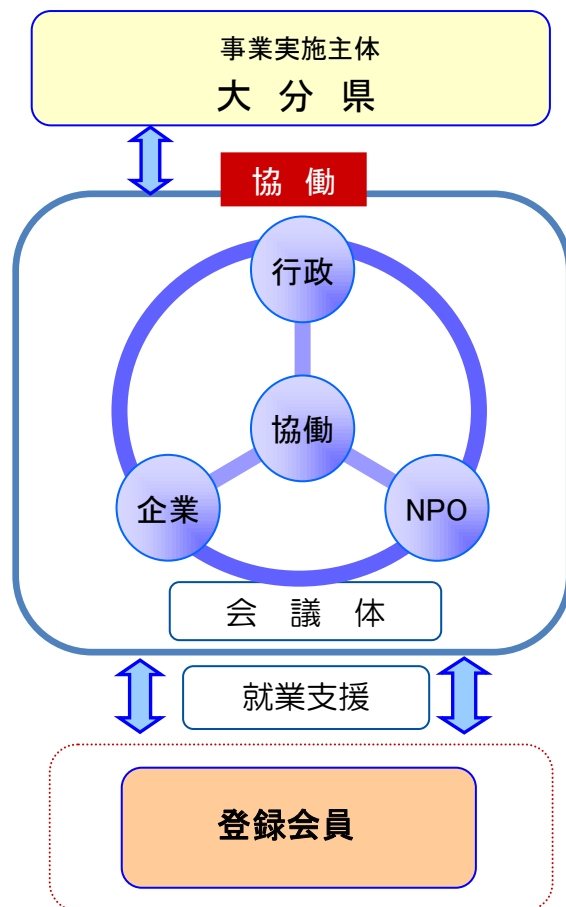 事業実施主体
大 分 県
協 働
行政
協働
企業
NPO
会 議 体
就業支援
登録会員